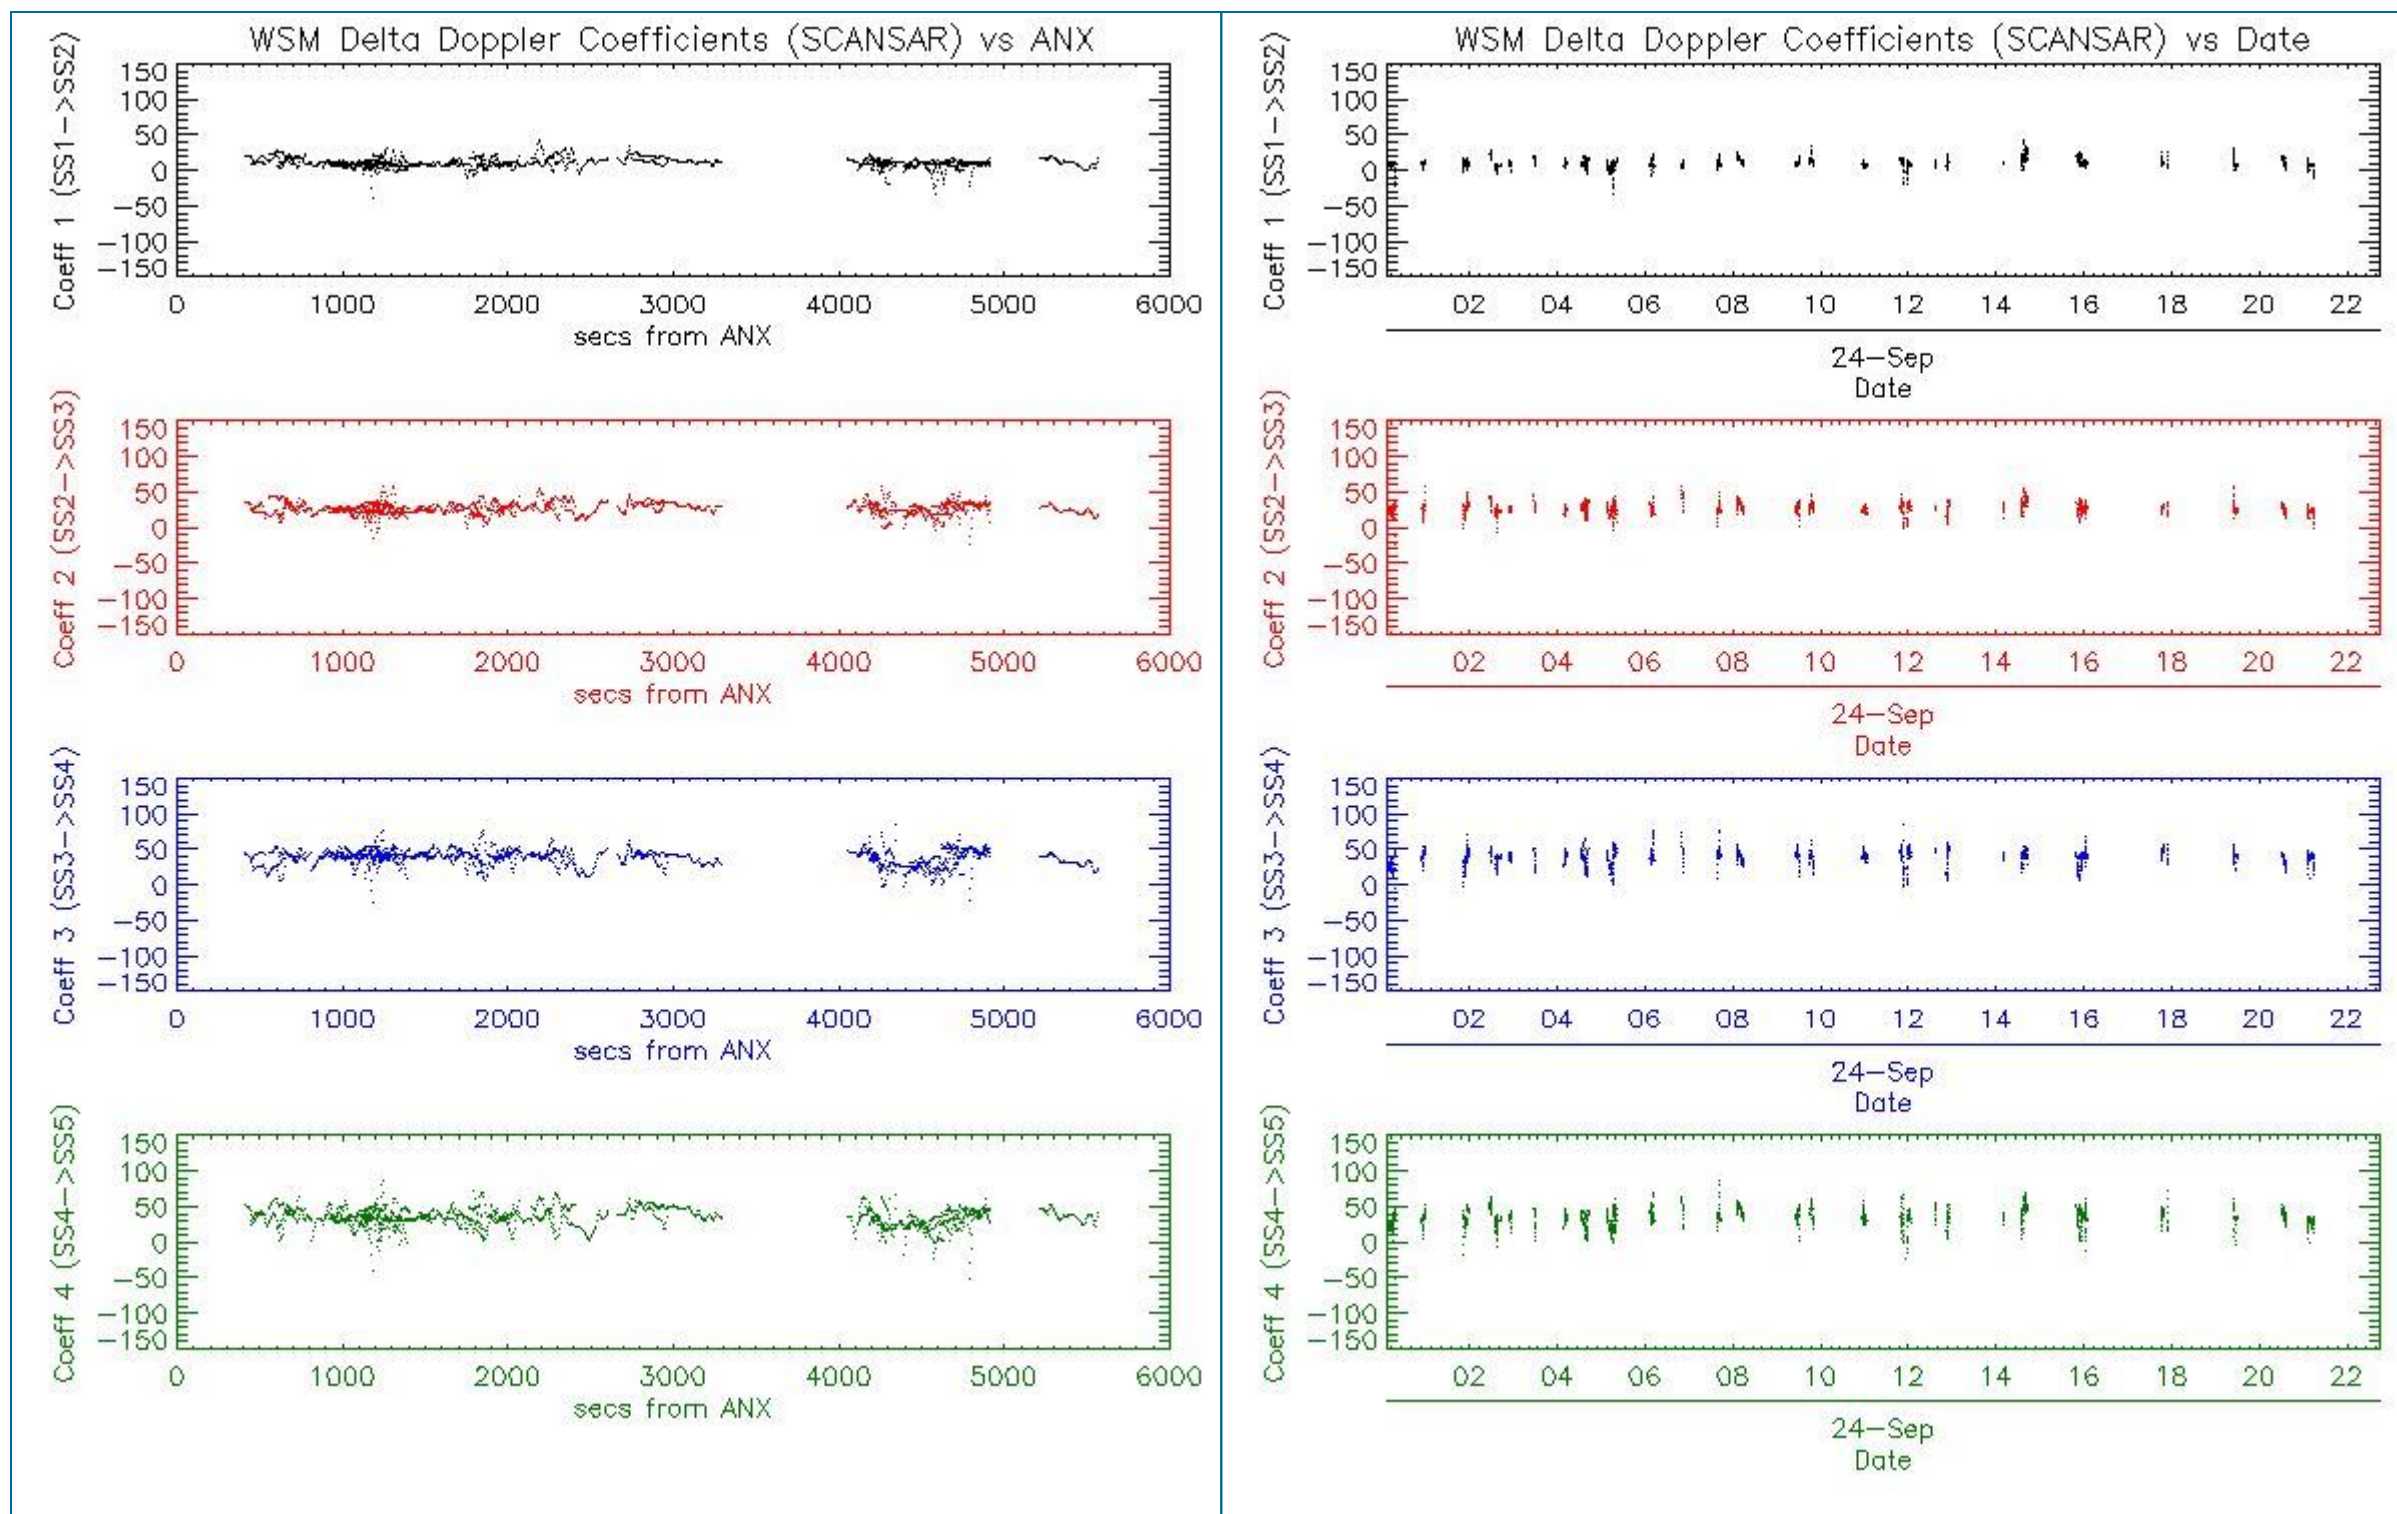 WSM Delta Doppler Coefficients (SCANSAR) vs ANX
Coeff 1 (SS1->SS2)
150
100
50
0
-50
-100
-150
0 1000 2000 3000 4000 5000 6000
secs from ANX
Coeff 2 (SS2->SS3)
150
100
50
0
-50
-100
-150
0 1000 2000 3000 4000 5000 6000
secs from ANX
Coeff 3 (SS3->SS4)
150
100
50
0
-50
-100
-150
0 1000 2000 3000 4000 5000 6000
secs from ANX
Coeff 4 (SS4->SS5)
150
100
50
0
-50
-100
-150
0 1000 2000 3000 4000 5000 6000
secs from ANX
WSM Delta Doppler Coefficients (SCANSAR) vs Date
Coeff 1 (SS1->SS2)
150
100
50
0
-50
-100
-150
02 04 06 08 10 12 14 16 18 20 22
24-Sep
Date
Coeff 2 (SS2->SS3)
150
100
50
0
-50
-100
-150
02 04 06 08 10 12 14 16 18 20 22
24-Sep
Date
Coeff 3 (SS3->SS4)
150
100
50
0
-50
-100
-150
02 04 06 08 10 12 14 16 18 20 22
24-Sep
Date
Coeff 4 (SS4->SS5)
150
100
50
0
-50
-100
-150
02 04 06 08 10 12 14 16 18 20 22
24-Sep
Date